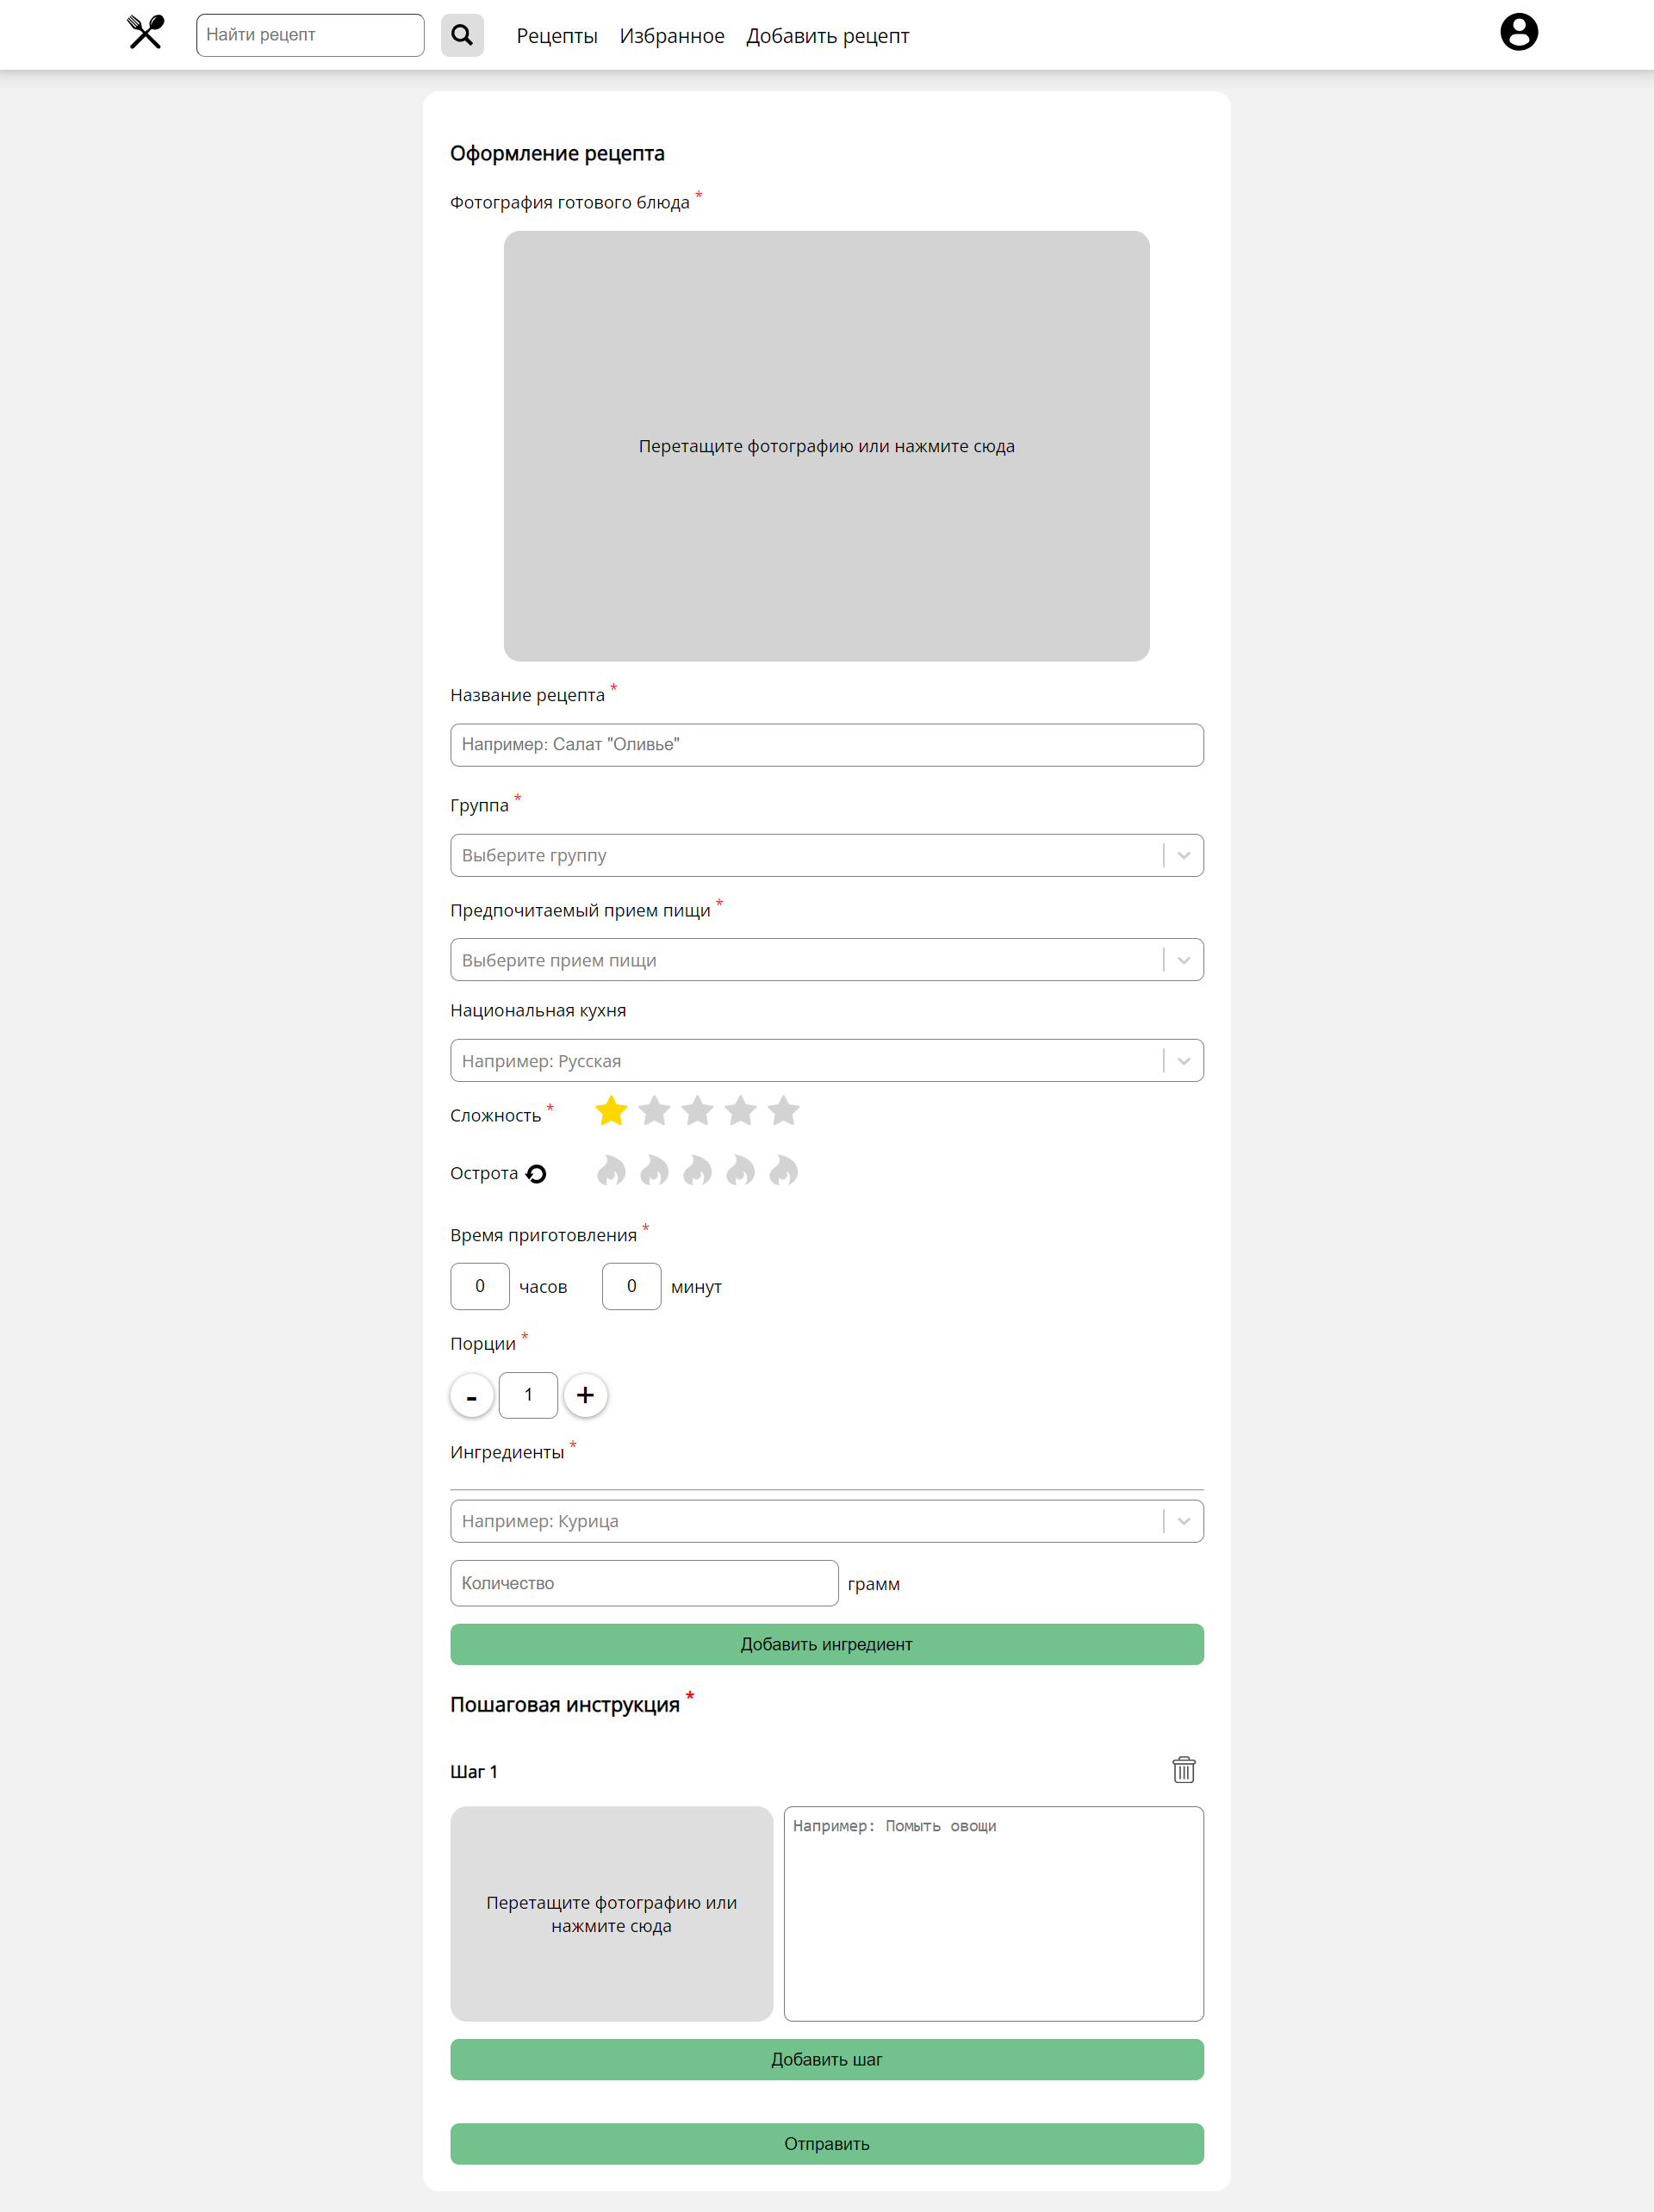 Найти рецепт
Рецепты Избранное Добавить рецепт
Оформление рецепта
Фотография готового блюда *
Перетащите фотографию или нажмите сюда
Название рецепта *
Например: Салат "Оливье"
Группа *
Выберите группу
Предпочитаемый прием пищи *
Выберите прием пищи
Национальная кухня
Например: Русская
Сложность *
Острота
Время приготовления *
0 часов 0 минут
Порции *
- 1 +
Ингредиенты *
Например: Курица
Количество грамм
Добавить ингредиент
Пошаговая инструкция *
Шаг 1
Перетащите фотографию или
нажмите сюда
Например: Помыть овощи
Добавить шаг
Отправить